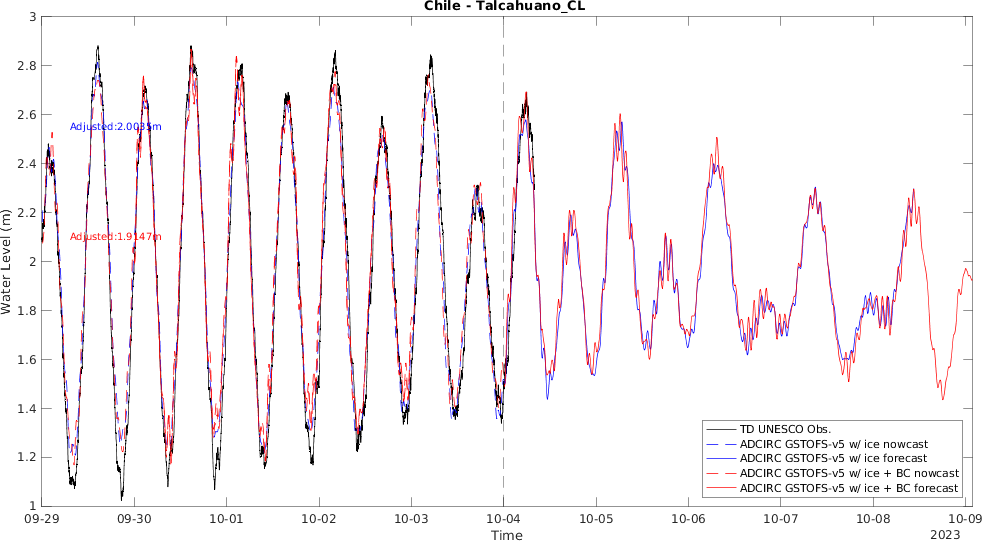 Chile - Talcahuano_CL
3
2.8
2.6
2.4
2.2
2
1.8
1.6
1.4
1.2
1
Water Level (m)
Adjusted:2.0035m
Adjusted:1.9147m
TD UNESCO Obs.
ADCIRC GSTOFS-v5 w/ ice nowcast
ADCIRC GSTOFS-v5 w/ ice forecast
ADCIRC GSTOFS-v5 w/ ice + BC nowcast
ADCIRC GSTOFS-v5 w/ ice + BC forecast
09-29 09-30 10-01 10-02 10-03 10-04 10-05 10-06 10-07 10-08 10-09
Time
2023